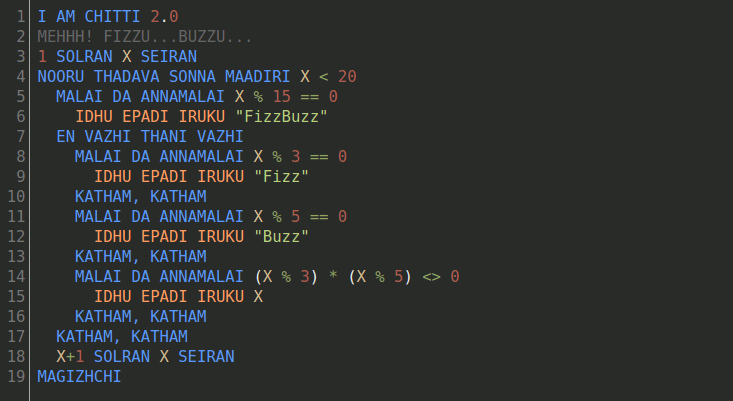 1 I AM CHITTI 2.0
2 MEHHH! FIZZU...BUZZU...
3 1 SOLRAN X SEIRAN
4 NOORU THADAVA SONNA MAADIRI X < 20
5 MALAI DA ANNAMALAI X % 15 == 0
6 IDHU EPADI IRUKU "FizzBuzz"
7 EN VAZHI THANI VAZHI
8 MALAI DA ANNAMALAI X % 3 == 0
9 IDHU EPADI IRUKU "Fizz"
10 KATHAM, KATHAM
11 MALAI DA ANNAMALAI X % 5 == 0
12 IDHU EPADI IRUKU "Buzz"
13 KATHAM, KATHAM
14 MALAI DA ANNAMALAI (X % 3) * (X % 5) <> 0
15 IDHU EPADI IRUKU X
16 KATHAM, KATHAM
17 KATHAM, KATHAM
18 X+1 SOLRAN X SEIRAN
19 MAGIZHCHI